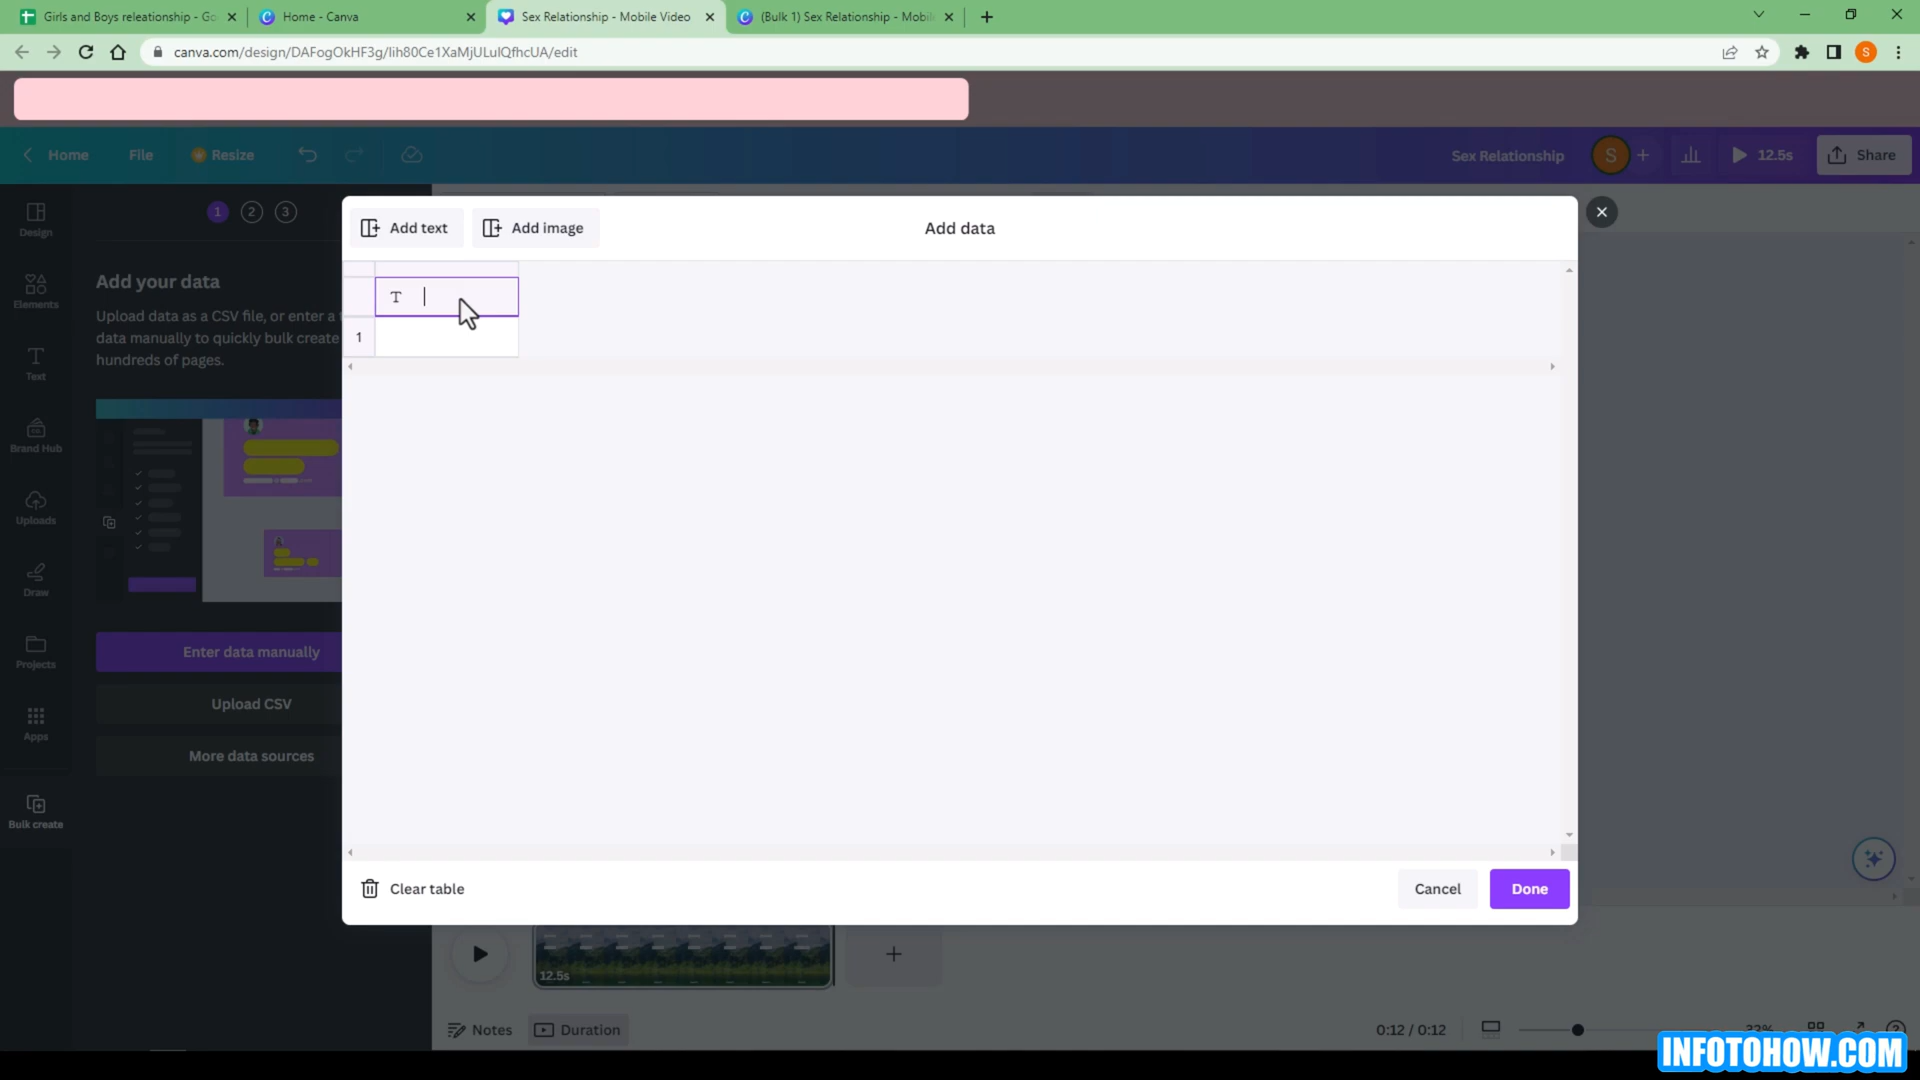 Girls and Boys releationship - Go
Home - Canva
Sex Relationship - Mobile Video
(Bulk 1) Sex Relationship - Mobil
canva.com/design/DAFogOkHF3g/Iih80Ce1XaMjULulQfhcUA/edit
S
Home
File
Resize
Sex Relationship
S
12.5s
Share
1
2
3
Add text
Add image
Add data
Design
Add your data
Upload data as a CSV file, or enter a t
data manually to quickly bulk create
hundreds of pages.
Elements
T
1
Text
Brand Hub
Uploads
Draw
Enter data manually
Projects
Upload CSV
Apps
More data sources
Bulk create
Clear table
Cancel
Done
12.5s
Notes
Duration
0:12 / 0:12
33%
INFOTOHOW.COM